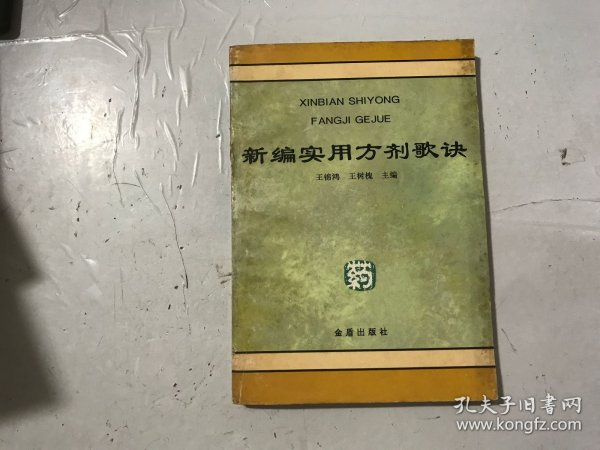 XINBIAN SHIYONG
FANGJI GEJUE
新编实用方剂歌诀
王锦鸿 王树槐 主编
药
金盾出版社
孔夫子旧书网
www.kongfz.com